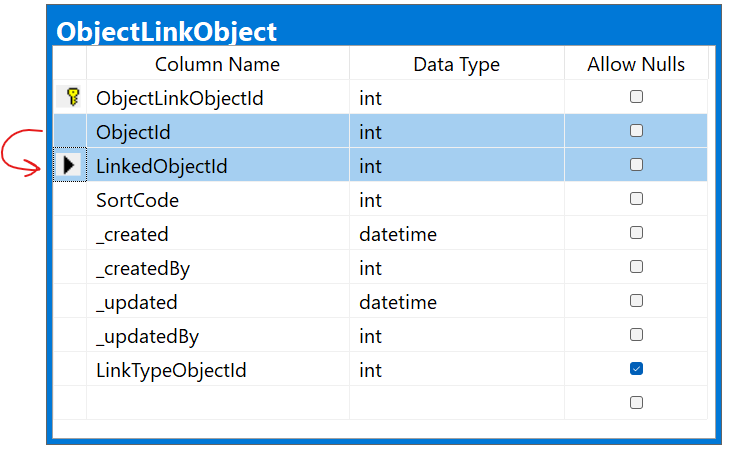 ObjectLinkObject
Column Name Data Type Allow Nulls
ObjectLinkObjectId int
ObjectId int
LinkedObjectId int
SortCode int
_created datetime
_createdBy int
_updated datetime
_updatedBy int
LinkTypeObjectId int